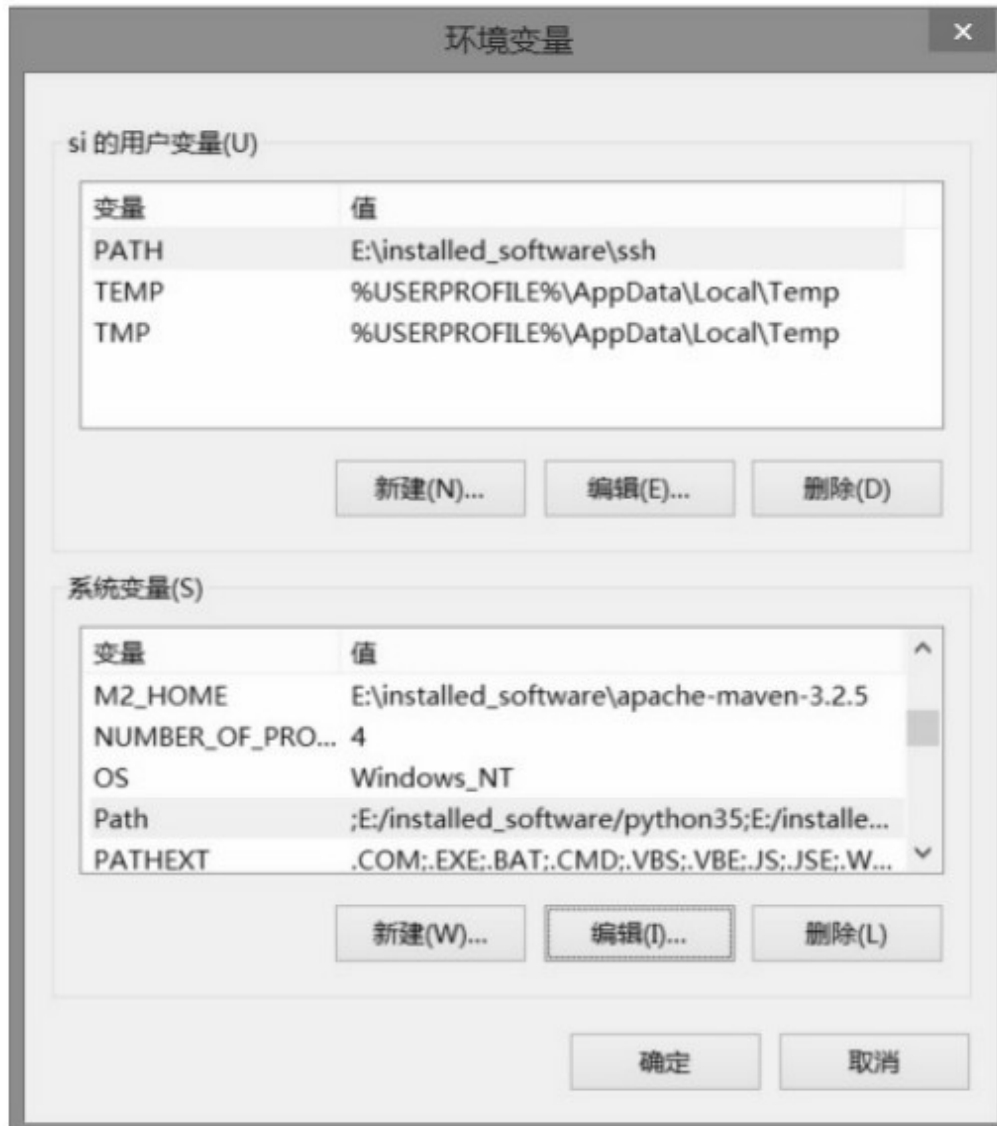 环境变量
si 的用户变量(U)
变量 值
PATH E:\installed_software\ssh
TEMP %USERPROFILE%\AppData\Local\Temp
TMP %USERPROFILE%\AppData\Local\Temp
新建(N)... 编辑(E)... 删除(D)
系统变量(S)
变量 值
M2_HOME E:\installed_software\apache-maven-3.2.5
NUMBER_OF_PRO... 4
OS Windows_NT
Path ;E:/installed_software/python35;E:/installe...
PATHEXT .COM;.EXE;.BAT;.CMD;.VBS;.VBE;.JS;.JSE;.W...
新建(W)... 编辑(I)... 删除(L)
确定 取消